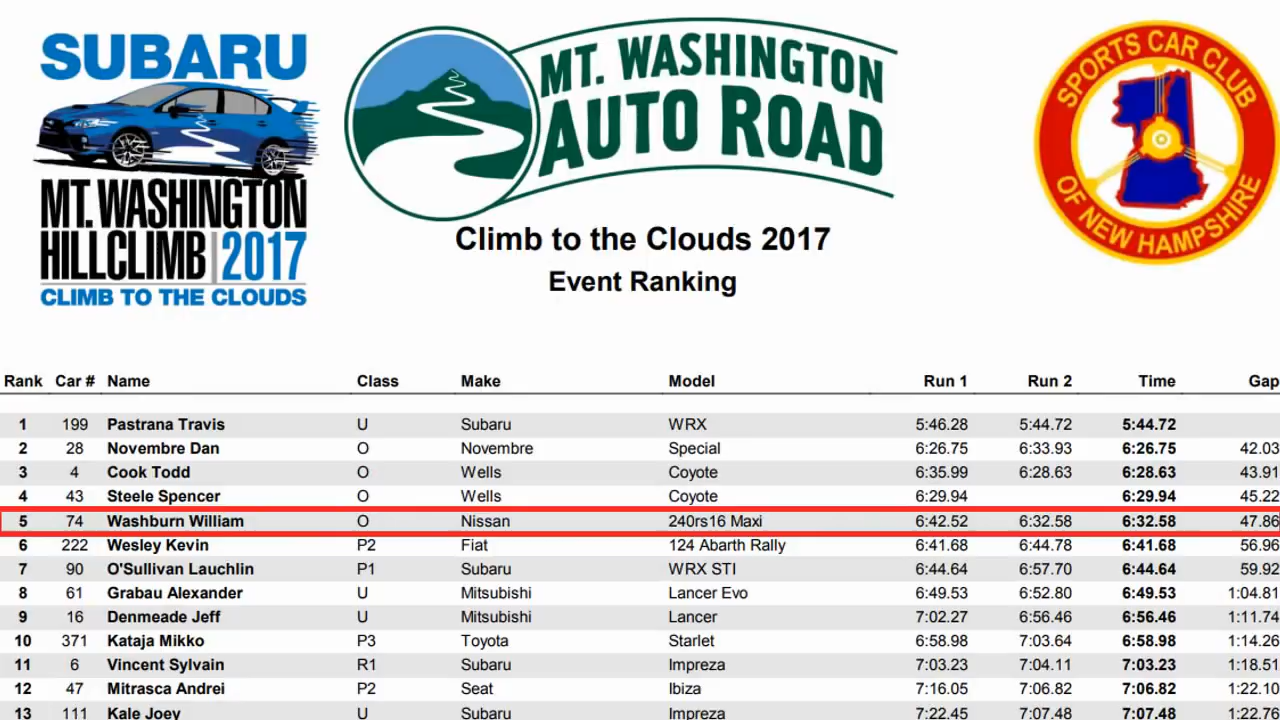 SUBARU
MT. WASHINGTON
HILLCLIMB 2017
CLIMB TO THE CLOUDS
MT. WASHINGTON
AUTO ROAD
SPORTS CAR CLUB
OF NEW HAMPSHIRE
Climb to the Clouds 2017
Event Ranking
Rank Car # Name Class Make Model Run 1 Run 2 Time Gap
1 199 Pastrana Travis U Subaru WRX 5:46.28 5:44.72 5:44.72
2 28 Novembre Dan O Novembre Special 6:26.75 6:33.93 6:26.75 42.03
3 4 Cook Todd O Wells Coyote 6:35.99 6:28.63 6:28.63 43.91
4 43 Steele Spencer O Wells Coyote 6:29.94 6:29.94 45.22
5 74 Washburn William O Nissan 240rs16 Maxi 6:42.52 6:32.58 6:32.58 47.86
6 222 Wesley Kevin P2 Fiat 124 Abarth Rally 6:41.68 6:44.78 6:41.68 56.96
7 90 O'Sullivan Lauchlin P1 Subaru WRX STI 6:44.64 6:57.70 6:44.64 59.92
8 61 Grabau Alexander U Mitsubishi Lancer Evo 6:49.53 6:52.80 6:49.53 1:04.81
9 16 Denmeade Jeff U Mitsubishi Lancer 7:02.27 6:56.46 6:56.46 1:11.74
10 371 Kataja Mikko P3 Toyota Starlet 6:58.98 7:03.64 6:58.98 1:14.26
11 6 Vincent Sylvain R1 Subaru Impreza 7:03.23 7:04.11 7:03.23 1:18.51
12 47 Mitrasca Andrei P2 Seat Ibiza 7:16.05 7:06.82 7:06.82 1:22.10
13 111 Kale Joey U Subaru Impreza 7:22.45 7:07.48 7:07.48 1:22.76